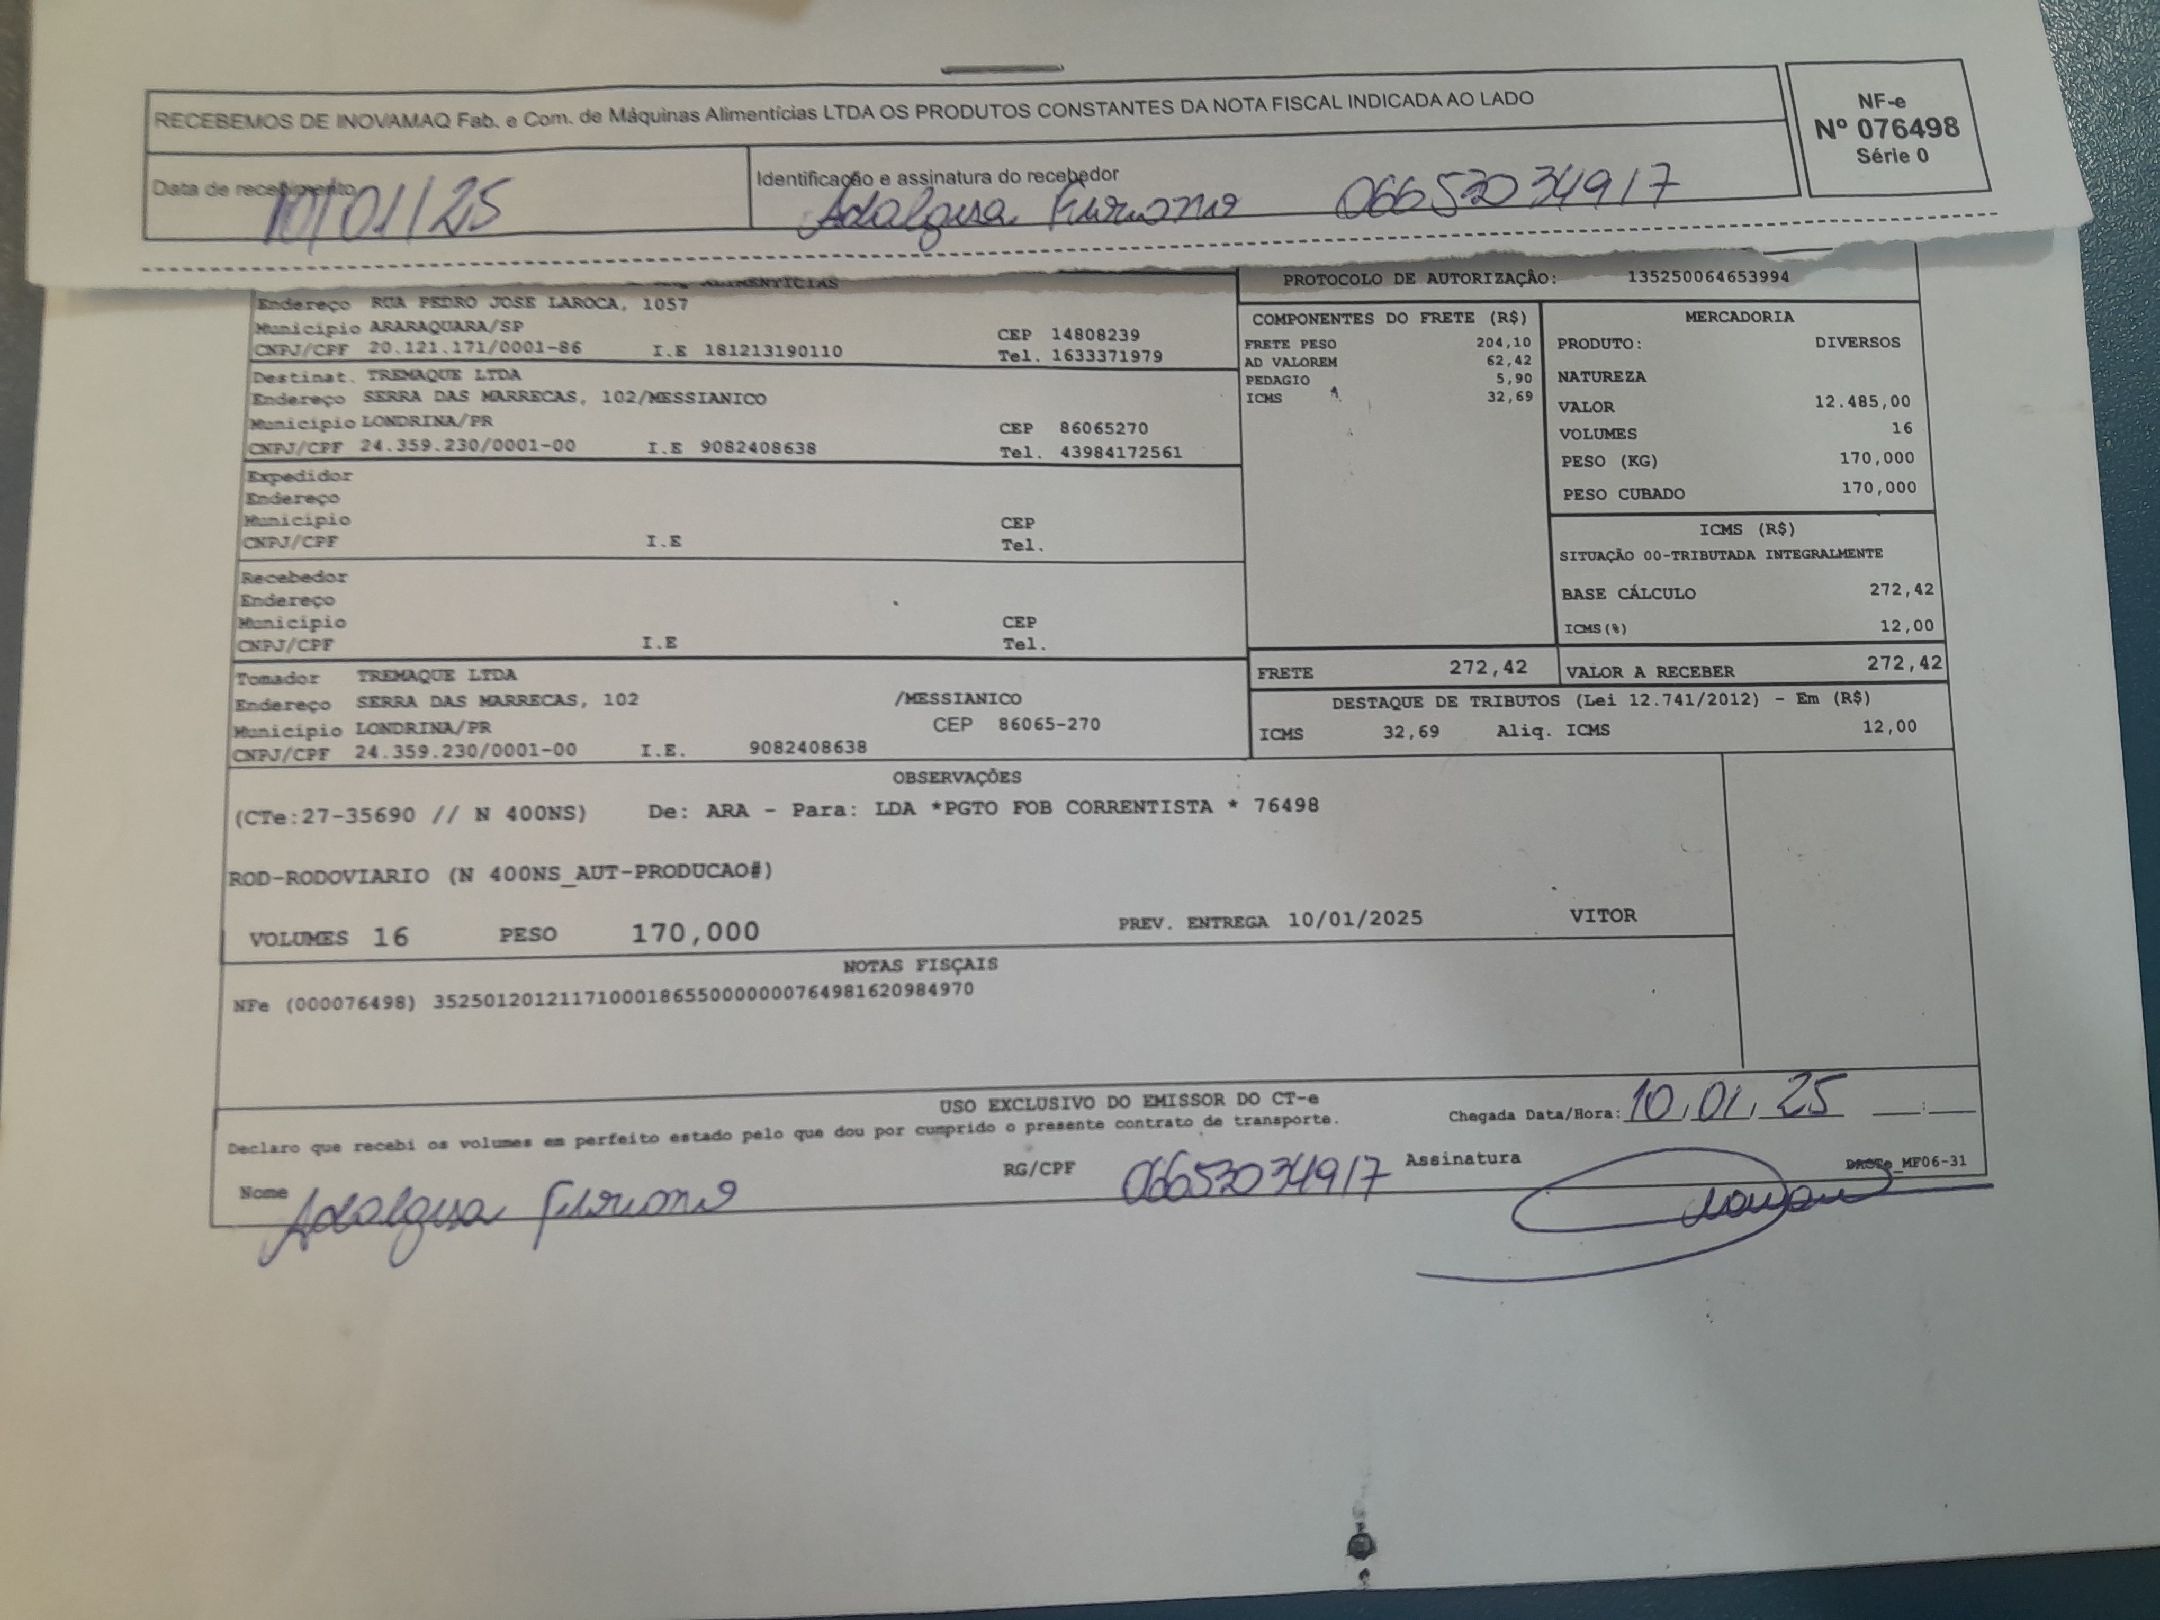 RECEBEMOS DE INOVAMAQ Fab. e Com. de Máquinas Alimentícias LTDA OS PRODUTOS CONSTANTES DA NOTA FISCAL INDICADA AO LADO
NF-e
Nº 076498
Série 0
Data de recebimento
10/01/25
Identificação e assinatura do recebedor
06653034917
Endereço RUA PEDRO JOSE LAROCA, 1057
Município ARARAQUARA/SP CEP 14808239
CNPJ/CPF 20.121.171/0001-86 I.E 181213190110 Tel. 1633371979
Destinat. TREMAQUE LTDA
Endereço SERRA DAS MARRECAS, 102/MESSIANICO
Município LONDRINA/PR CEP 86065270
CNPJ/CPF 24.359.230/0001-00 I.E 9082408638 Tel. 43984172561
Expedidor
Endereço
Município CEP
CNPJ/CPF I.E Tel.
Recebedor
Endereço
Município CEP
CNPJ/CPF I.E Tel.
Tomador TREMAQUE LTDA
Endereço SERRA DAS MARRECAS, 102 /MESSIANICO
Município LONDRINA/PR CEP 86065-270
CNPJ/CPF 24.359.230/0001-00 I.E. 9082408638
PROTOCOLO DE AUTORIZAÇÃO: 135250064653994
COMPONENTES DO FRETE (R$)
FRETE PESO 204,10
AD VALOREM 62,42
PEDAGIO 5,90
ICMS 32,69
MERCADORIA
PRODUTO: DIVERSOS
NATUREZA
VALOR 12.485,00
VOLUMES 16
PESO (KG) 170,000
PESO CUBADO 170,000
ICMS (R$)
SITUAÇÃO 00-TRIBUTADA INTEGRALMENTE
BASE CÁLCULO 272,42
ICMS(%) 12,00
FRETE 272,42 VALOR A RECEBER 272,42
DESTAQUE DE TRIBUTOS (Lei 12.741/2012) - Em (R$)
ICMS 32,69 Aliq. ICMS 12,00
OBSERVAÇÕES
(CTe:27-35690 // N 400NS) De: ARA - Para: LDA *PGTO FOB CORRENTISTA * 76498
ROD-RODOVIARIO (N 400NS_AUT-PRODUCAO#)
VOLUMES 16 PESO 170,000 PREV. ENTREGA 10/01/2025 VITOR
NOTAS FISCAIS
NFe (000076498) 35250120121171000186550000000764981620984970
USO EXCLUSIVO DO EMISSOR DO CT-e
Declaro que recebi os volumes em perfeito estado pelo que dou por cumprido o presente contrato de transporte.
Chegada Data/Hora: 10,01,25 ___:___
Nome
RG/CPF 06653034917 Assinatura
DACTe_MF06-31